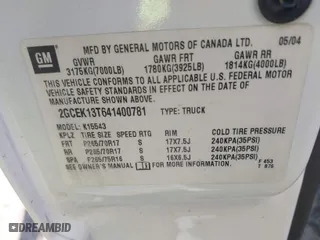 GM
MFD BY GENERAL MOTORS OF CANADA LTD. 05/04
GVWR GAWR FRT GAWR RR
3175KG(7000LB) 1780KG(3925LB) 1814KG(4000LB)
THIS VEHICLE CONFORMS TO ALL APPLICABLE U.S. FEDERAL MOTOR
VEHICLE SAFETY STANDARDS IN EFFECT ON THE DATE OF
MANUFACTURE SHOWN ABOVE.
2GCEK13T641400781 TYPE: TRUCK
MODEL: K15543
TIRE SIZE SPEED RTG RIM COLD TIRE PRESSURE
FRT P265/70R17 S 17X7.5J 240KPA(35PSI)
RR P265/70R17 S 17X7.5J 240KPA(35PSI)
SPA P265/75R16 S 16X6.5J 240KPA(35PSI)
SEE OWNER'S MANUAL FOR ADDITIONAL INFORMATION
AUTOBIDMASTER